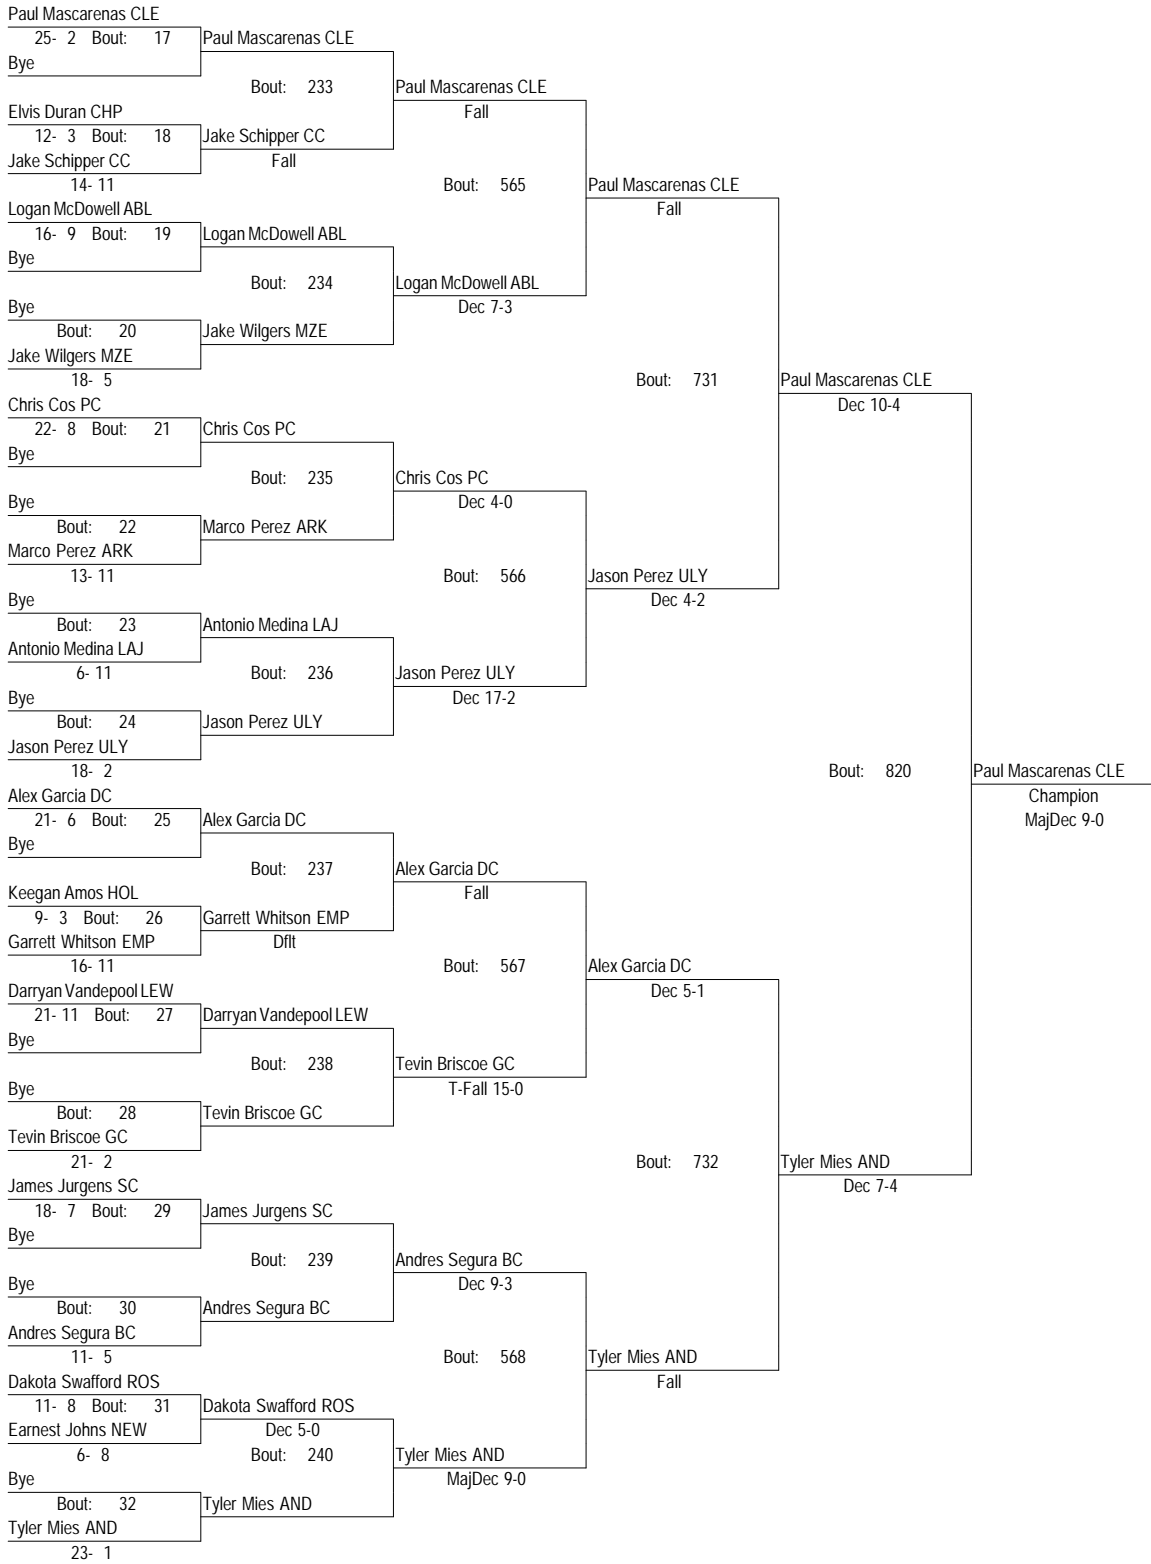 Paul Mascarenas CLE
25- 2 Bout: 17 Paul Mascarenas CLE
Bye
Bout: 233 Paul Mascarenas CLE
Elvis Duran CHP Fall
12- 3 Bout: 18 Jake Schipper CC
Jake Schipper CC Fall
14- 11 Bout: 565 Paul Mascarenas CLE
Logan McDowell ABL Fall
16- 9 Bout: 19 Logan McDowell ABL
Bye
Bout: 234 Logan McDowell ABL
Bye Dec 7-3
Bout: 20 Jake Wilgers MZE
Jake Wilgers MZE
18- 5 Bout: 731 Paul Mascarenas CLE
Chris Cos PC Dec 10-4
22- 8 Bout: 21 Chris Cos PC
Bye
Bout: 235 Chris Cos PC
Bye Dec 4-0
Bout: 22 Marco Perez ARK
Marco Perez ARK
13- 11 Bout: 566 Jason Perez ULY
Bye Dec 4-2
Bout: 23 Antonio Medina LAJ
Antonio Medina LAJ
6- 11 Bout: 236 Jason Perez ULY
Bye Dec 17-2
Bout: 24 Jason Perez ULY
Jason Perez ULY
18- 2 Bout: 820 Paul Mascarenas CLE
Alex Garcia DC Champion
21- 6 Bout: 25 Alex Garcia DC MajDec 9-0
Bye
Bout: 237 Alex Garcia DC
Keegan Amos HOL Fall
9- 3 Bout: 26 Garrett Whitson EMP
Garrett Whitson EMP Dflt
16- 11 Bout: 567 Alex Garcia DC
Darryan Vandepool LEW Dec 5-1
21- 11 Bout: 27 Darryan Vandepool LEW
Bye
Bout: 238 Tevin Briscoe GC
Bye T-Fall 15-0
Bout: 28 Tevin Briscoe GC
Tevin Briscoe GC
21- 2 Bout: 732 Tyler Mies AND
James Jurgens SC Dec 7-4
18- 7 Bout: 29 James Jurgens SC
Bye
Bout: 239 Andres Segura BC
Bye Dec 9-3
Bout: 30 Andres Segura BC
Andres Segura BC
11- 5 Bout: 568 Tyler Mies AND
Dakota Swafford ROS Fall
11- 8 Bout: 31 Dakota Swafford ROS
Earnest Johns NEW Dec 5-0
6- 8 Bout: 240 Tyler Mies AND
Bye MajDec 9-0
Bout: 32 Tyler Mies AND
Tyler Mies AND
23- 1